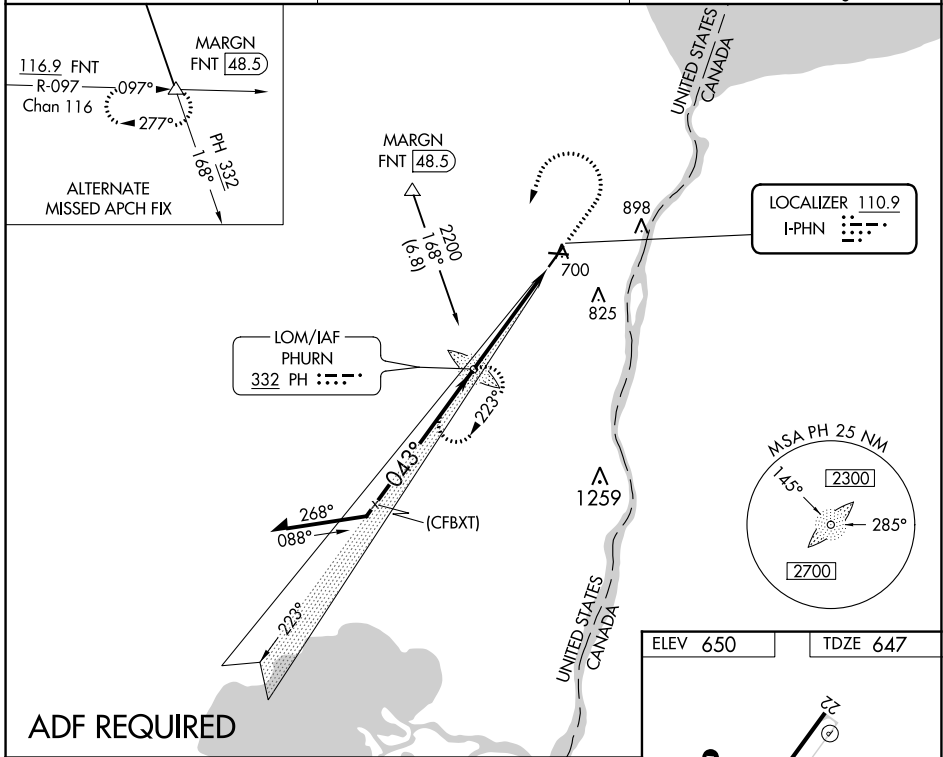 116.9 FNT
R-097
097°
Chan 116
277°
MARGN
FNT 48.5
PH 332
168°
ALTERNATE
MISSED APCH FIX
MARGN
FNT 48.5
2200
168°
(6.8)
UNITED STATES
CANADA
898
700
825
LOCALIZER 110.9
I-PHN
LOM/IAF
PHURN
332 PH
223°
043°
1259
268°
088°
(CFBXT)
223°
MSA PH 25 NM
145°
2300
285°
2700
UNITED STATES
CANADA
ADF REQUIRED
ELEV 650
TDZE 647
22
P